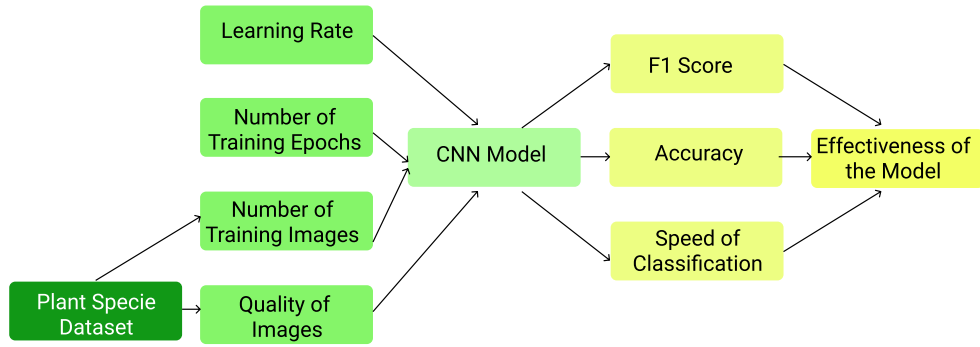 Learning Rate
Number of
Training Epochs
Number of
Training Images
Plant Specie
Dataset
Quality of
Images
CNN Model
F1 Score
Accuracy
Speed of
Classification
Effectiveness of
the Model